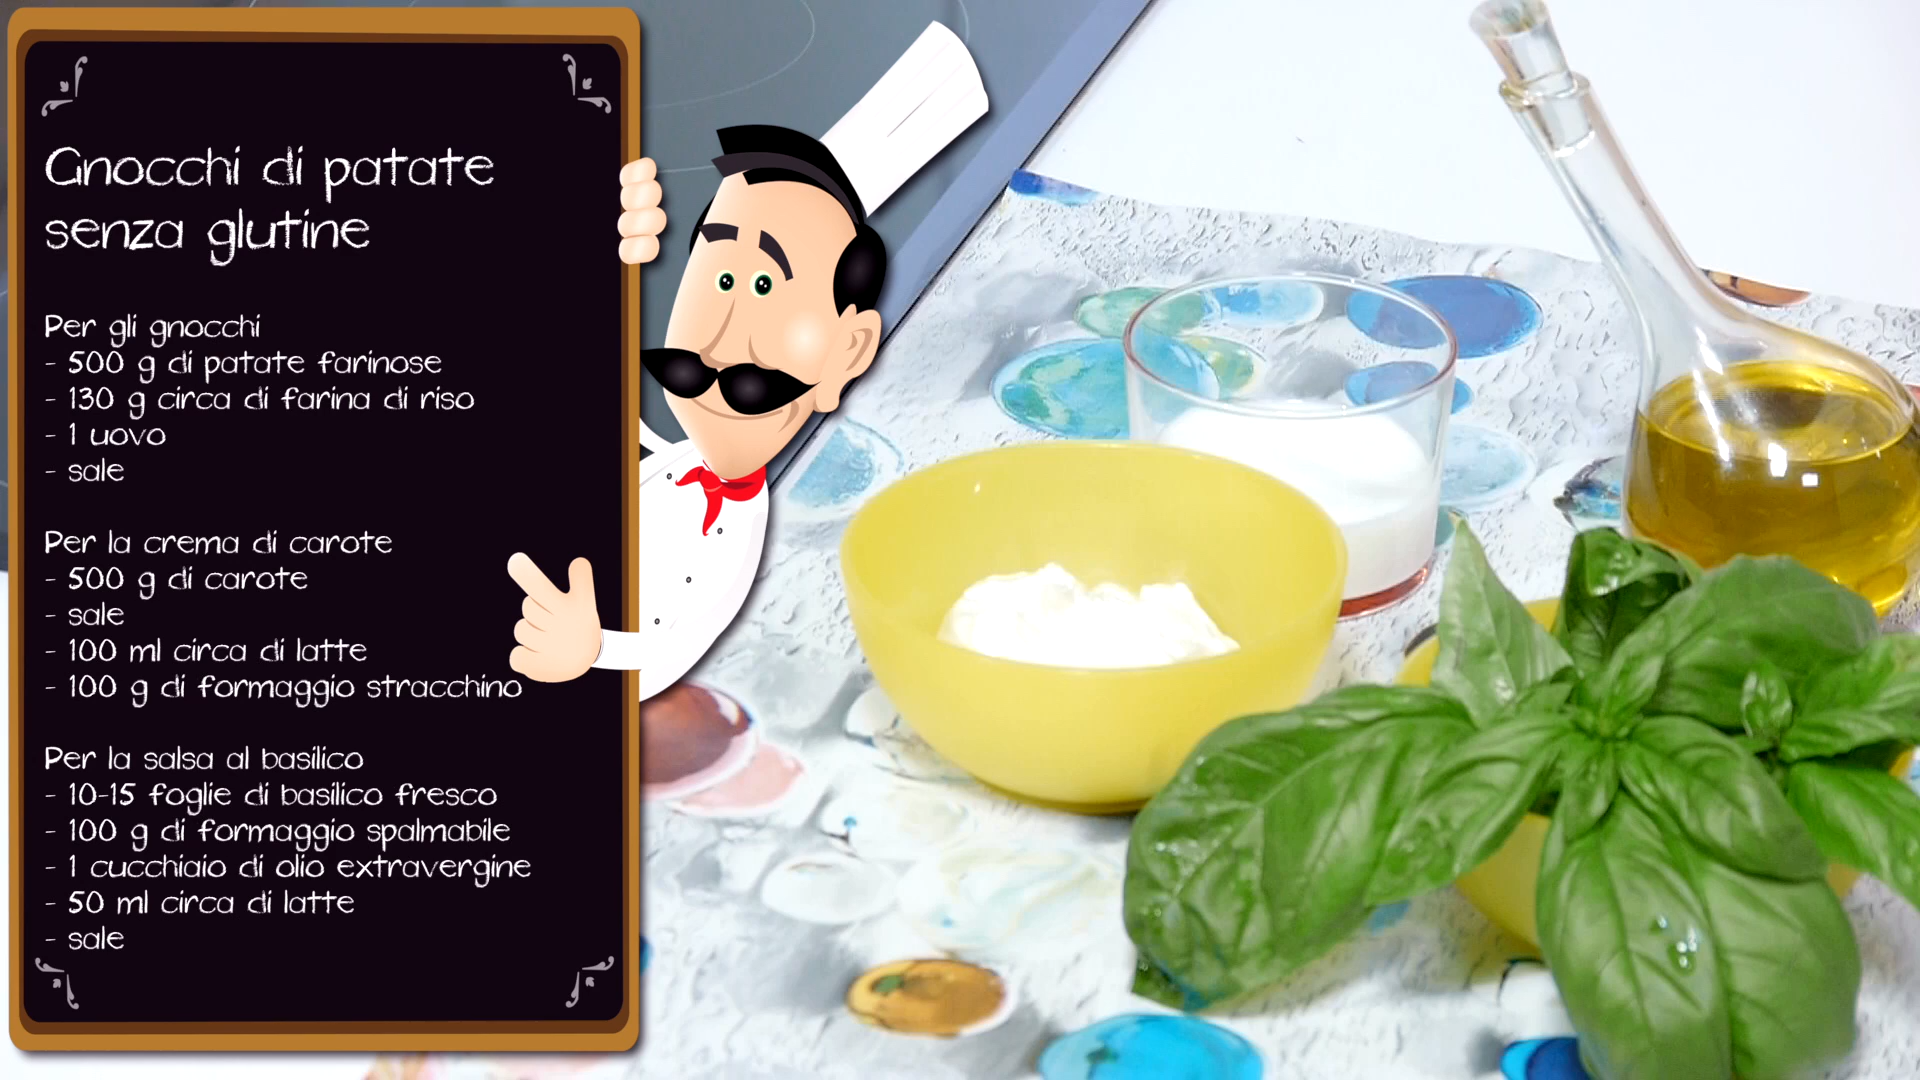 Gnocchi di patate
senza glutine
Per gli gnocchi
- 500 g di patate farinose
- 130 g circa di farina di riso
- 1 uovo
- sale
Per la crema di carote
- 500 g di carote
- sale
- 100 ml circa di latte
- 100 g di formaggio stracchino
Per la salsa al basilico
- 10-15 foglie di basilico fresco
- 100 g di formaggio spalmabile
- 1 cucchiaio di olio extravergine
- 50 ml circa di latte
- sale